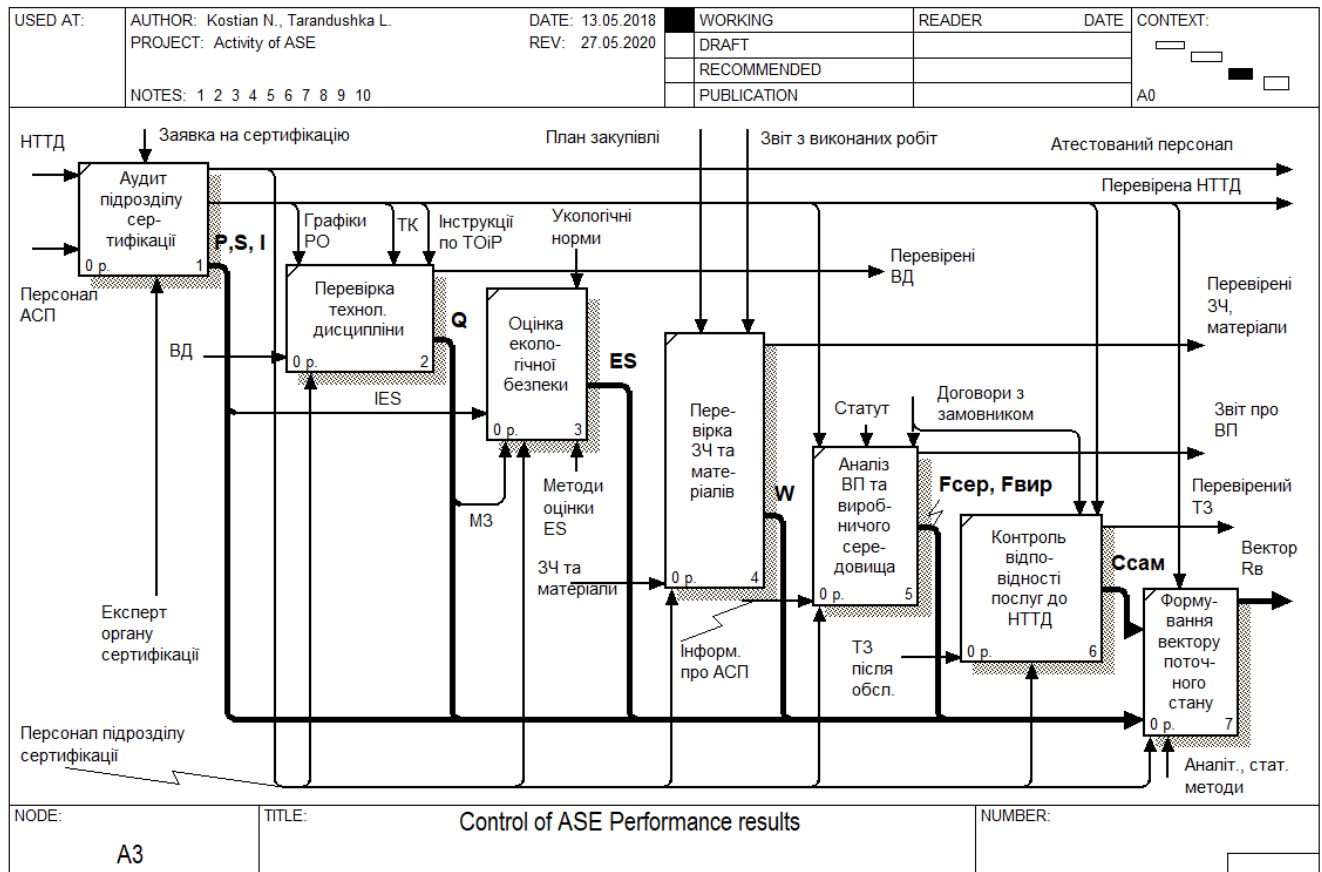 USED AT:
AUTHOR: Kostian N., Tarandushka L.
DATE: 13.05.2018
PROJECT: Activity of ASE
REV: 27.05.2020
NOTES: 1 2 3 4 5 6 7 8 9 10
WORKING
DRAFT
RECOMMENDED
PUBLICATION
READER
DATE
CONTEXT:
A0
НТТД
Заявка на сертифікацію
План закупівлі
Звіт з виконаних робіт
Атестований персонал
Перевірена НТТД
Аудит
підрозділу
сер-
тифікації
0 р.
1
P,S, I
Персонал
АСП
Графіки
РО
ТК
Інструкції
по ТОіР
Укологічні
норми
Перевірені
ВД
Перевірені
ЗЧ,
матеріали
Перевірка
технол.
дисципліни
0 р.
2
Q
ВД
IES
Оцінка
еколо-
гічної
безпеки
0 р.
3
ES
Методи
оцінки
ES
МЗ
Пере-
вірка
ЗЧ та
мате-
ріалів
0 р.
4
W
ЗЧ та
матеріали
Статут
Договори з
замовником
Звіт про
ВП
Аналіз
ВП та
вироб-
ничого
сере-
довища
0 р.
5
Fсер, Fвир
Перевірений
ТЗ
Інформ.
про АСП
Контроль
відпо-
відності
послуг до
НТТД
0 р.
6
Ссам
Вектор
Rв
ТЗ
після
обсл.
Форму-
вання
вектору
поточ-
ного
стану
0 р.
7
Експерт
органу
сертифікації
Персонал підрозділу
сертифікації
Аналіт., стат.
методи
NODE:
A3
TITLE:
Control of ASE Performance results
NUMBER: